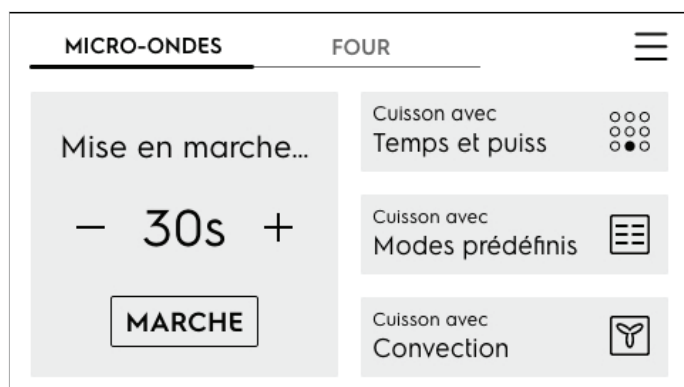 MICRO-ONDES FOUR
Mise en marche...
− 30s +
MARCHE
Cuisson avec
Temps et puiss
Cuisson avec
Modes prédéfinis
Cuisson avec
Convection